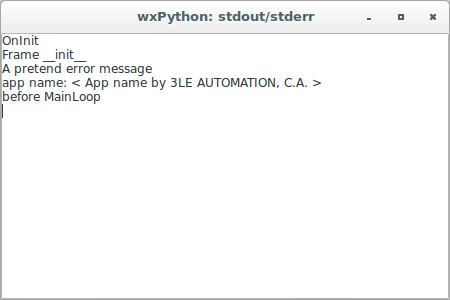 wxPython: stdout/stderr
OnInit
Frame __init__
A pretend error message
app name: < App name by 3LE AUTOMATION, C.A. >
before MainLoop